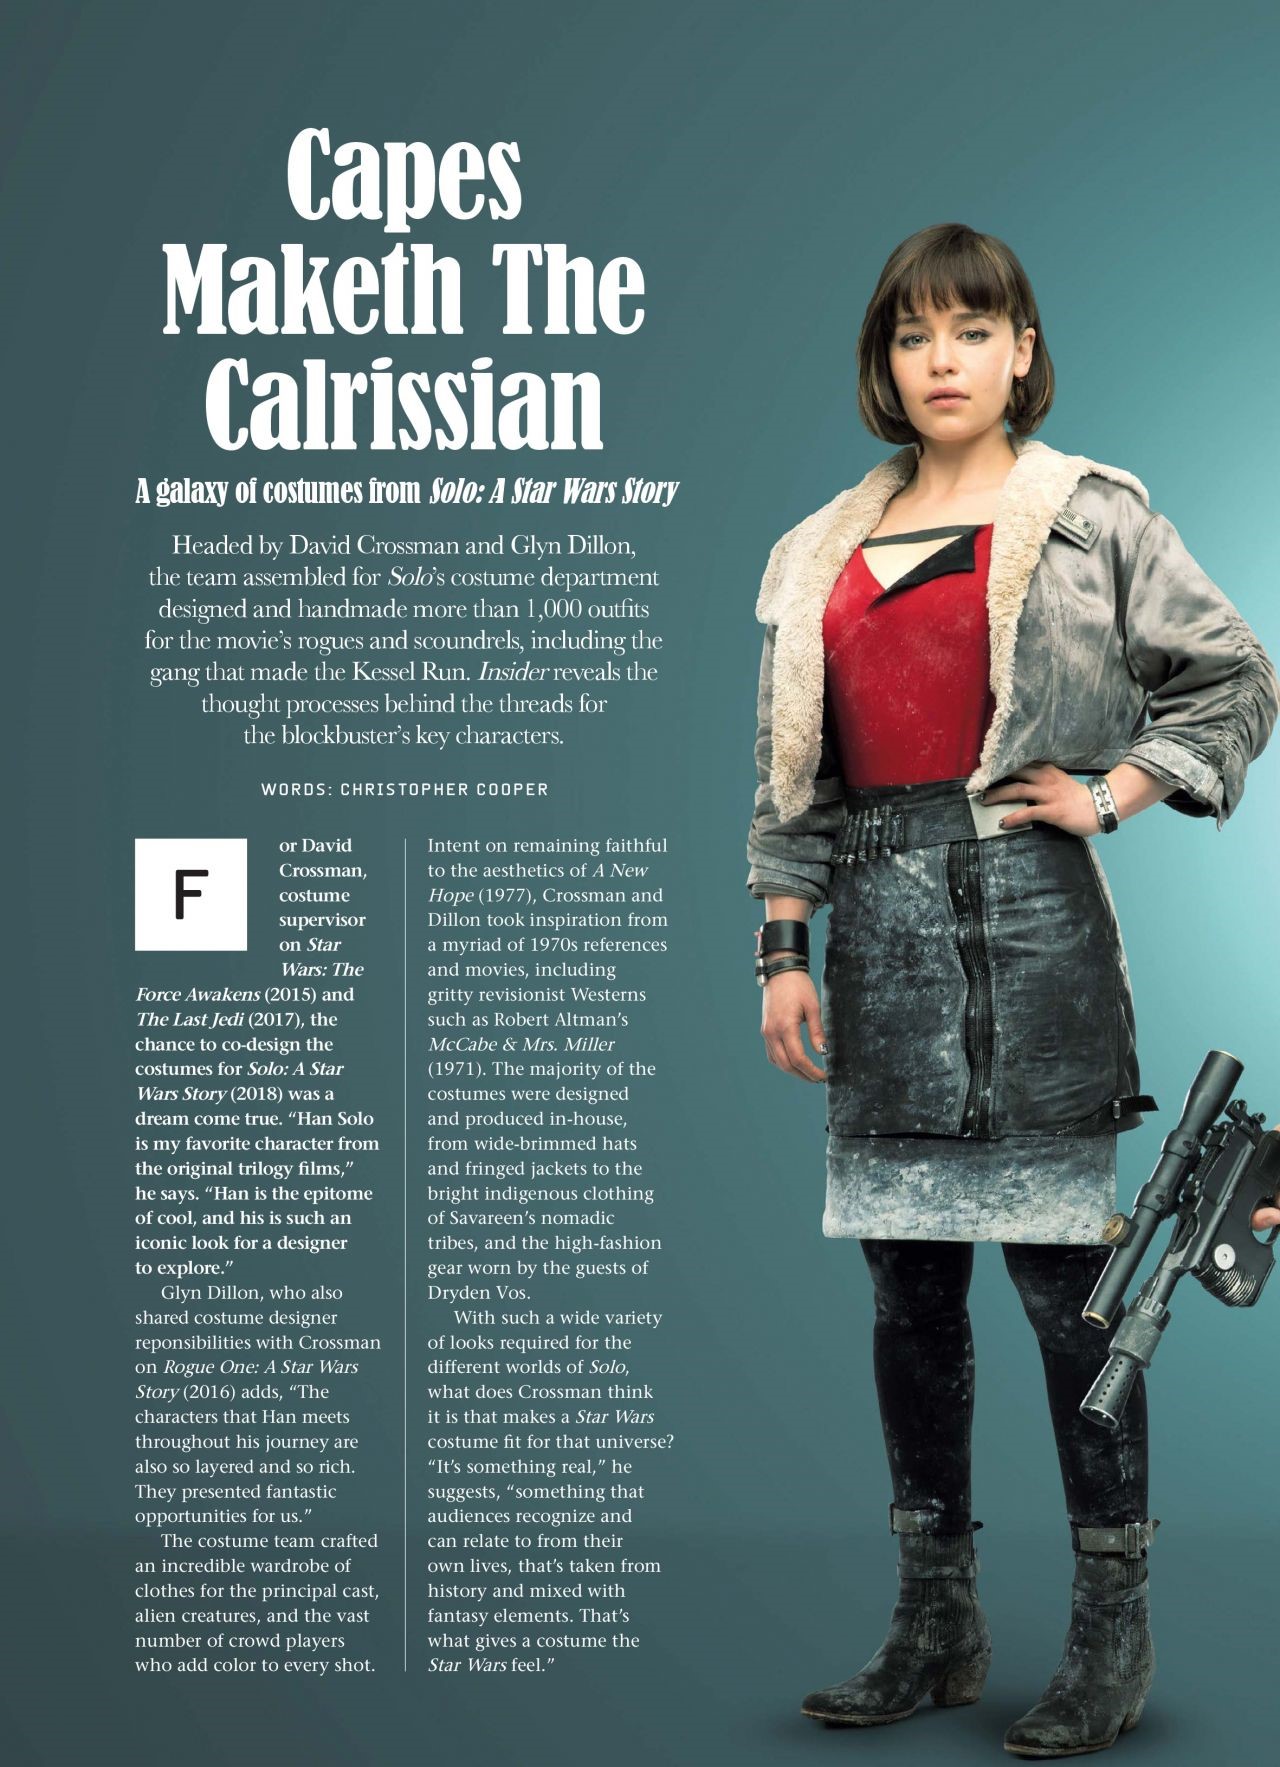 Capes
Maketh The
Calrissian
A galaxy of costumes from Solo: A Star Wars Story
Headed by David Crossman and Glyn Dillon,
the team assembled for Solo's costume department
designed and handmade more than 1,000 outfits
for the movie's rogues and scoundrels, including the
gang that made the Kessel Run. Insider reveals the
thought processes behind the threads for
the blockbuster's key characters.
WORDS: CHRISTOPHER COOPER
F
or David
Crossman,
costume
supervisor
on Star
Wars: The
Force Awakens (2015) and
The Last Jedi (2017), the
chance to co-design the
costumes for Solo: A Star
Wars Story (2018) was a
dream come true. “Han Solo
is my favorite character from
the original trilogy films,”
he says. “Han is the epitome
of cool, and his is such an
iconic look for a designer
to explore.”
Glyn Dillon, who also
shared costume designer
reponsibilities with Crossman
on Rogue One: A Star Wars
Story (2016) adds, “The
characters that Han meets
throughout his journey are
also so layered and so rich.
They presented fantastic
opportunities for us.”
The costume team crafted
an incredible wardrobe of
clothes for the principal cast,
alien creatures, and the vast
number of crowd players
who add color to every shot.
Intent on remaining faithful
to the aesthetics of A New
Hope (1977), Crossman and
Dillon took inspiration from
a myriad of 1970s references
and movies, including
gritty revisionist Westerns
such as Robert Altman's
McCabe & Mrs. Miller
(1971). The majority of the
costumes were designed
and produced in-house,
from wide-brimmed hats
and fringed jackets to the
bright indigenous clothing
of Savareen's nomadic
tribes, and the high-fashion
gear worn by the guests of
Dryden Vos.
With such a wide variety
of looks required for the
different worlds of Solo,
what does Crossman think
it is that makes a Star Wars
costume fit for that universe?
“It's something real,” he
suggests, “something that
audiences recognize and
can relate to from their
own lives, that's taken from
history and mixed with
fantasy elements. That's
what gives a costume the
Star Wars feel.”